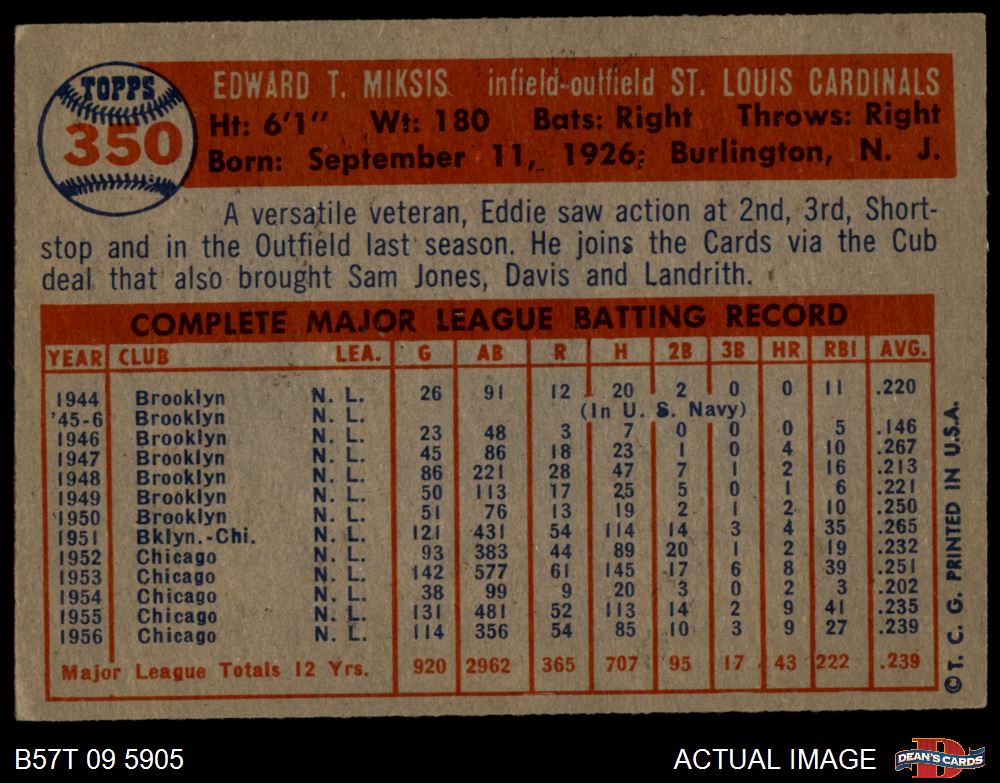 TOPPS
350
EDWARD T. MIKSIS infield-outfield ST. LOUIS CARDINALS
Ht: 6'1" Wt: 180 Bats: Right Throws: Right
Born: September 11, 1926; Burlington, N. J.
A versatile veteran, Eddie saw action at 2nd, 3rd, Short-
stop and in the Outfield last season. He joins the Cards via the Cub
deal that also brought Sam Jones, Davis and Landrith.
COMPLETE MAJOR LEAGUE BATTING RECORD
YEAR CLUB LEA. G AB R H 2B 3B HR RBI AVG.
1944 Brooklyn N. L. 26 91 12 20 2 0 0 11 .220
'45-6 Brooklyn N. L. (In U. S. Navy)
1946 Brooklyn N. L. 23 48 3 7 0 0 0 5 .146
1947 Brooklyn N. L. 45 86 18 23 1 0 4 10 .267
1948 Brooklyn N. L. 86 221 28 47 7 1 2 16 .213
1949 Brooklyn N. L. 50 113 17 25 5 0 1 6 .221
1950 Brooklyn N. L. 51 76 13 19 2 1 2 10 .250
1951 Bklyn.-Chi. N. L. 121 431 54 114 14 3 4 35 .265
1952 Chicago N. L. 93 383 44 89 20 1 2 19 .232
1953 Chicago N. L. 142 577 61 145 17 6 8 39 .251
1954 Chicago N. L. 38 99 9 20 3 0 2 3 .202
1955 Chicago N. L. 131 481 52 113 14 2 9 41 .235
1956 Chicago N. L. 114 356 54 85 10 3 9 27 .239
Major League Totals 12 Yrs. 920 2962 365 707 95 17 43 222 .239
© T. C. G. PRINTED IN U.S.A.
B57T 09 5905
ACTUAL IMAGE
DEAN'S CARDS